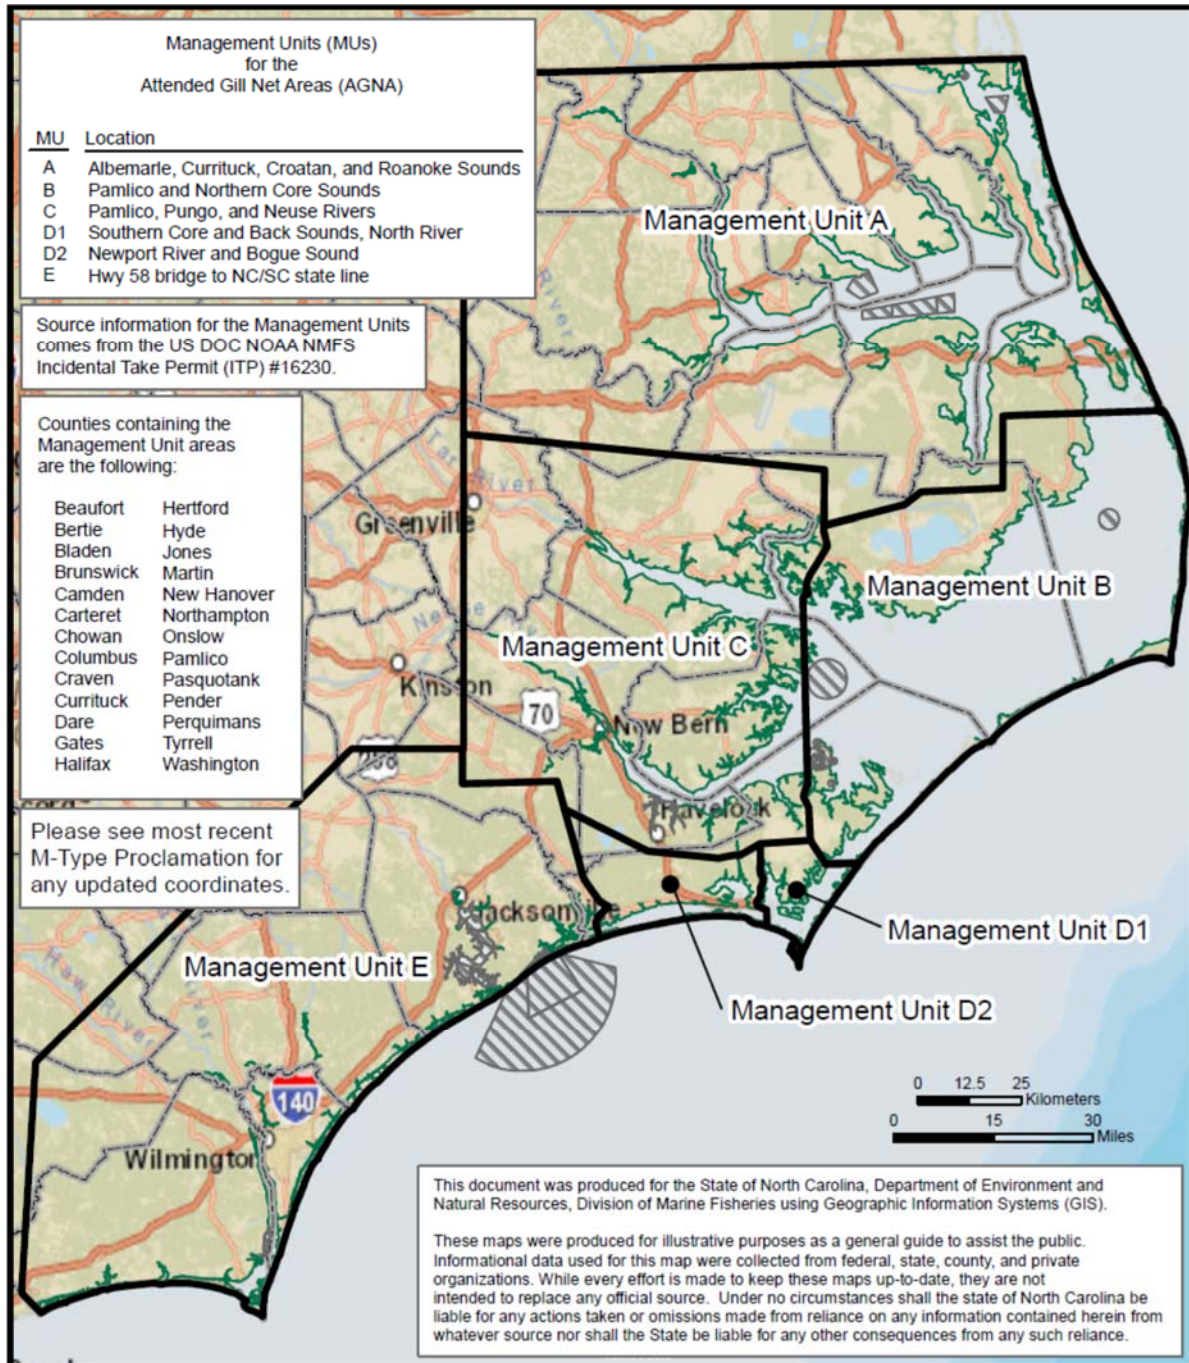 Management Units (MUs)
for the
Attended Gill Net Areas (AGNA)
MU Location
A Albemarle, Currituck, Croatan, and Roanoke Sounds
B Pamlico and Northern Core Sounds
C Pamlico, Pungo, and Neuse Rivers
D1 Southern Core and Back Sounds, North River
D2 Newport River and Bogue Sound
E Hwy 58 bridge to NC/SC state line
Source information for the Management Units
comes from the US DOC NOAA NMFS
Incidental Take Permit (ITP) #16230.
Counties containing the
Management Unit areas
are the following:
Beaufort Hertford
Bertie Hyde
Bladen Jones
Brunswick Martin
Camden New Hanover
Carteret Northampton
Chowan Onslow
Columbus Pamlico
Craven Pasquotank
Currituck Pender
Dare Perquimans
Gates Tyrrell
Halifax Washington
Please see most recent
M-Type Proclamation for
any updated coordinates.
Management Unit A
River
Tar River
Greenville
Management Unit B
Neuse
Management Unit C
Kinston
70
New Bern
Havelock
Jacksonville
Management Unit D1
Management Unit E
Haw River
River
Management Unit D2
140
Wilmington
0 12.5 25
Kilometers
0 15 30
Miles
This document was produced for the State of North Carolina, Department of Environment and
Natural Resources, Division of Marine Fisheries using Geographic Information Systems (GIS).
These maps were produced for illustrative purposes as a general guide to assist the public.
Informational data used for this map were collected from federal, state, county, and private
organizations. While every effort is made to keep these maps up-to-date, they are not
intended to replace any official source. Under no circumstances shall the state of North Carolina be
liable for any actions taken or omissions made from reliance on any information contained herein from
whatever source nor shall the State be liable for any other consequences from any such reliance.